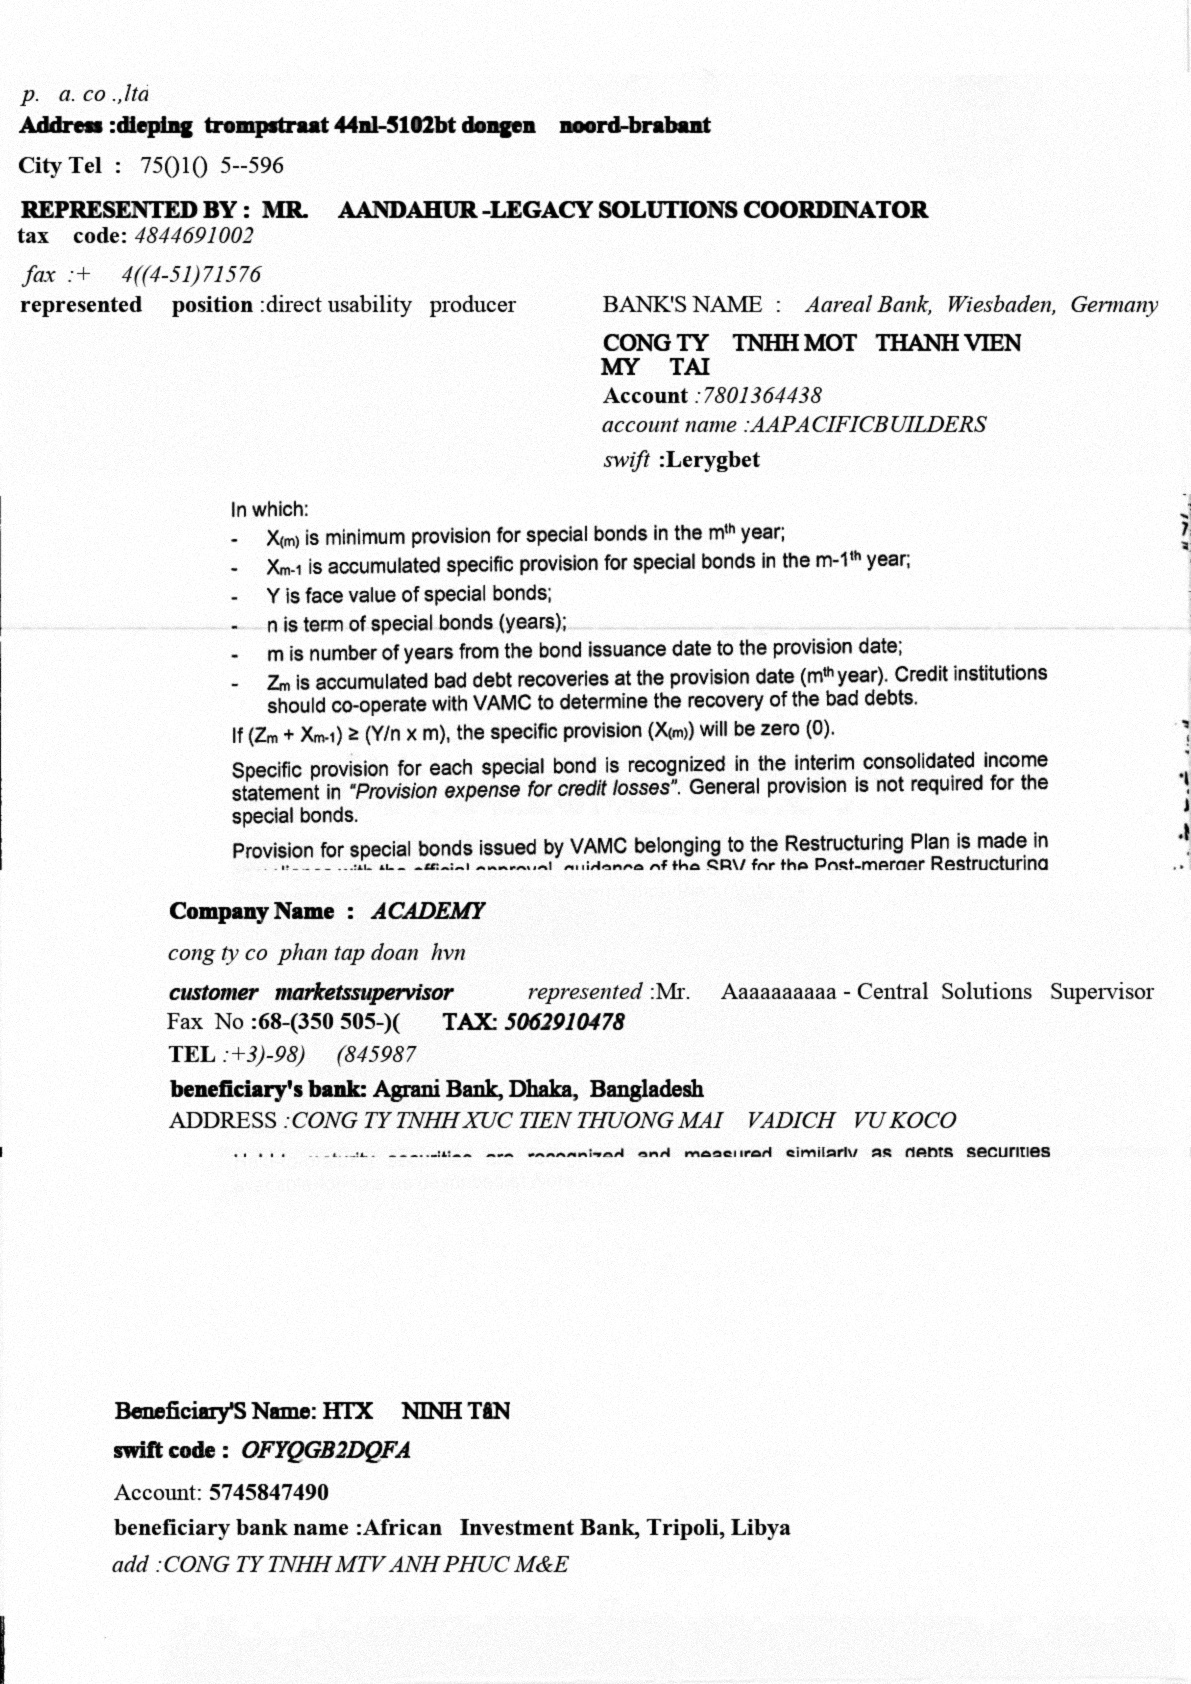 p. a. co .,ltd
Address :dieping trompstraat 44nl-5102bt dongen noord-brabant
City Tel : 75()1() 5--596
REPRESENTED BY : MR. AANDAHUR -LEGACY SOLUTIONS COORDINATOR
tax code: 4844691002
fax :+ 4((4-51)71576
represented position :direct usability producer
BANK'S NAME : Aareal Bank, Wiesbaden, Germany
CONG TY TNHH MOT THANH VIEN
MY TAI
Account :7801364438
account name :AAPACIFICBUILDERS
swift :Lerygbet
In which:
- X(m) is minimum provision for special bonds in the mth year;
- Xm-1 is accumulated specific provision for special bonds in the m-1th year;
- Y is face value of special bonds;
- n is term of special bonds (years);
- m is number of years from the bond issuance date to the provision date;
- Zm is accumulated bad debt recoveries at the provision date (mth year). Credit institutions
should co-operate with VAMC to determine the recovery of the bad debts.
If (Zm + Xm-1) ≥ (Y/n x m), the specific provision (X(m)) will be zero (0).
Specific provision for each special bond is recognized in the interim consolidated income
statement in "Provision expense for credit losses". General provision is not required for the
special bonds.
Provision for special bonds issued by VAMC belonging to the Restructuring Plan is made in
with the official approval, guidance of the SBV for the Post-merger Restructuring
Company Name : ACADEMY
cong ty co phan tap doan hvn
customer marketssupervisor represented :Mr. Aaaaaaaaaa - Central Solutions Supervisor
Fax No :68-(350 505-)( TAX: 5062910478
TEL :+3)-98) (845987
beneficiary's bank: Agrani Bank, Dhaka, Bangladesh
ADDRESS :CONG TY TNHH XUC TIEN THUONG MAI VADICH VU KOCO
maturity securities are recognized and measured similarly as debts securities
Beneficiary'S Name: HTX NINH TâN
swift code : OFYQGB2DQFA
Account: 5745847490
beneficiary bank name :African Investment Bank, Tripoli, Libya
add :CONG TY TNHH MTV ANH PHUC M&E